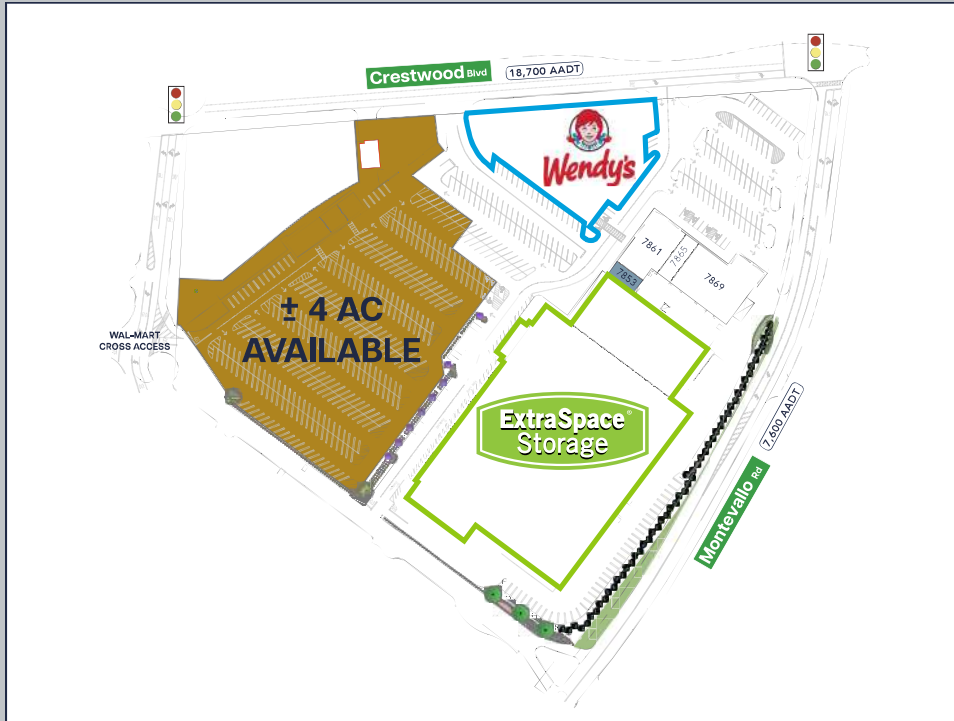 Crestwood Blvd
18,700 AADT
Wendy's
7861
7865
7869
7853
± 4 AC
AVAILABLE
WAL-MART
CROSS ACCESS
ExtraSpace®
Storage
7,600 AADT
Montevallo Rd